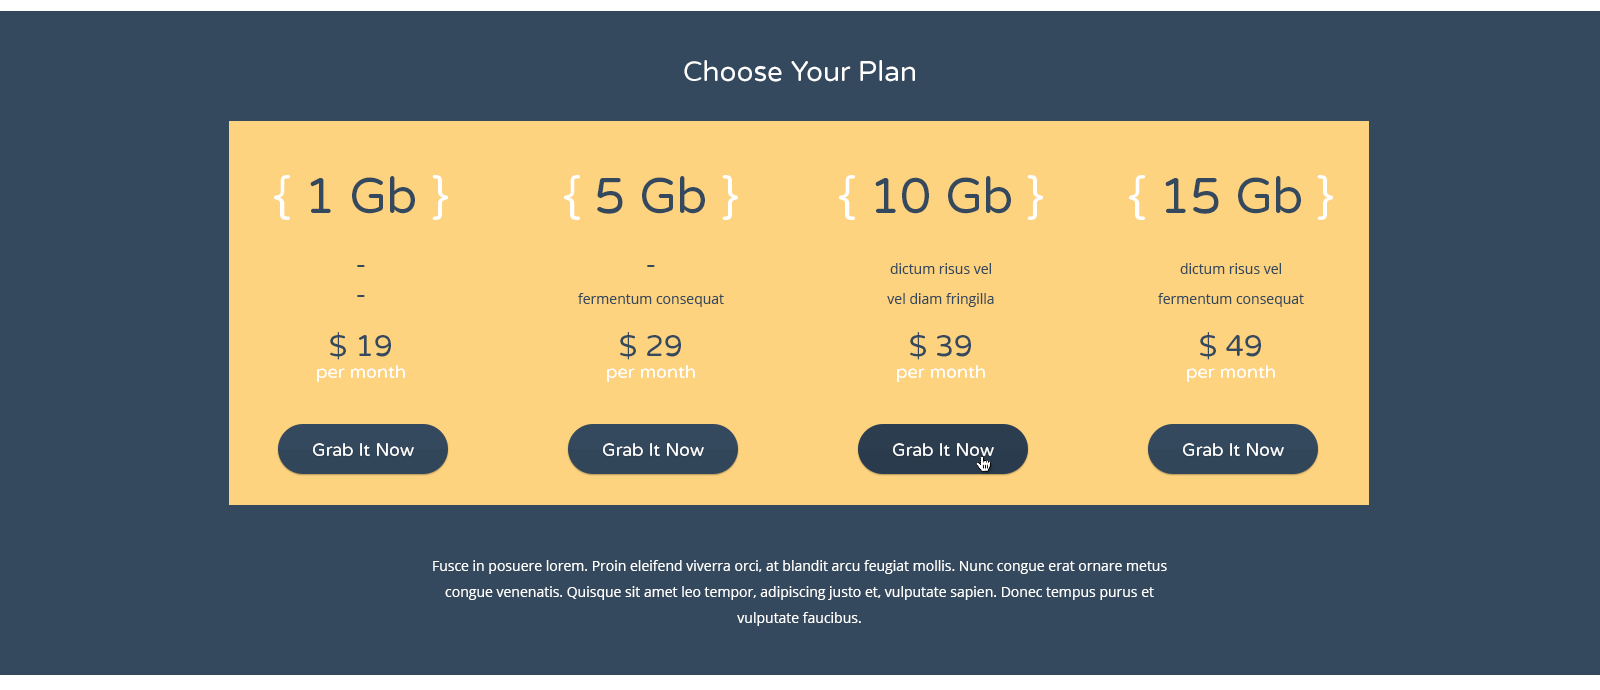 Choose Your Plan
{ 1 Gb }
-
-
$ 19
per month
Grab It Now
{ 5 Gb }
-
fermentum consequat
$ 29
per month
Grab It Now
{ 10 Gb }
dictum risus vel
vel diam fringilla
$ 39
per month
Grab It Now
{ 15 Gb }
dictum risus vel
fermentum consequat
$ 49
per month
Grab It Now
Fusce in posuere lorem. Proin eleifend viverra orci, at blandit arcu feugiat mollis. Nunc congue erat ornare metus
congue venenatis. Quisque sit amet leo tempor, adipiscing justo et, vulputate sapien. Donec tempus purus et
vulputate faucibus.